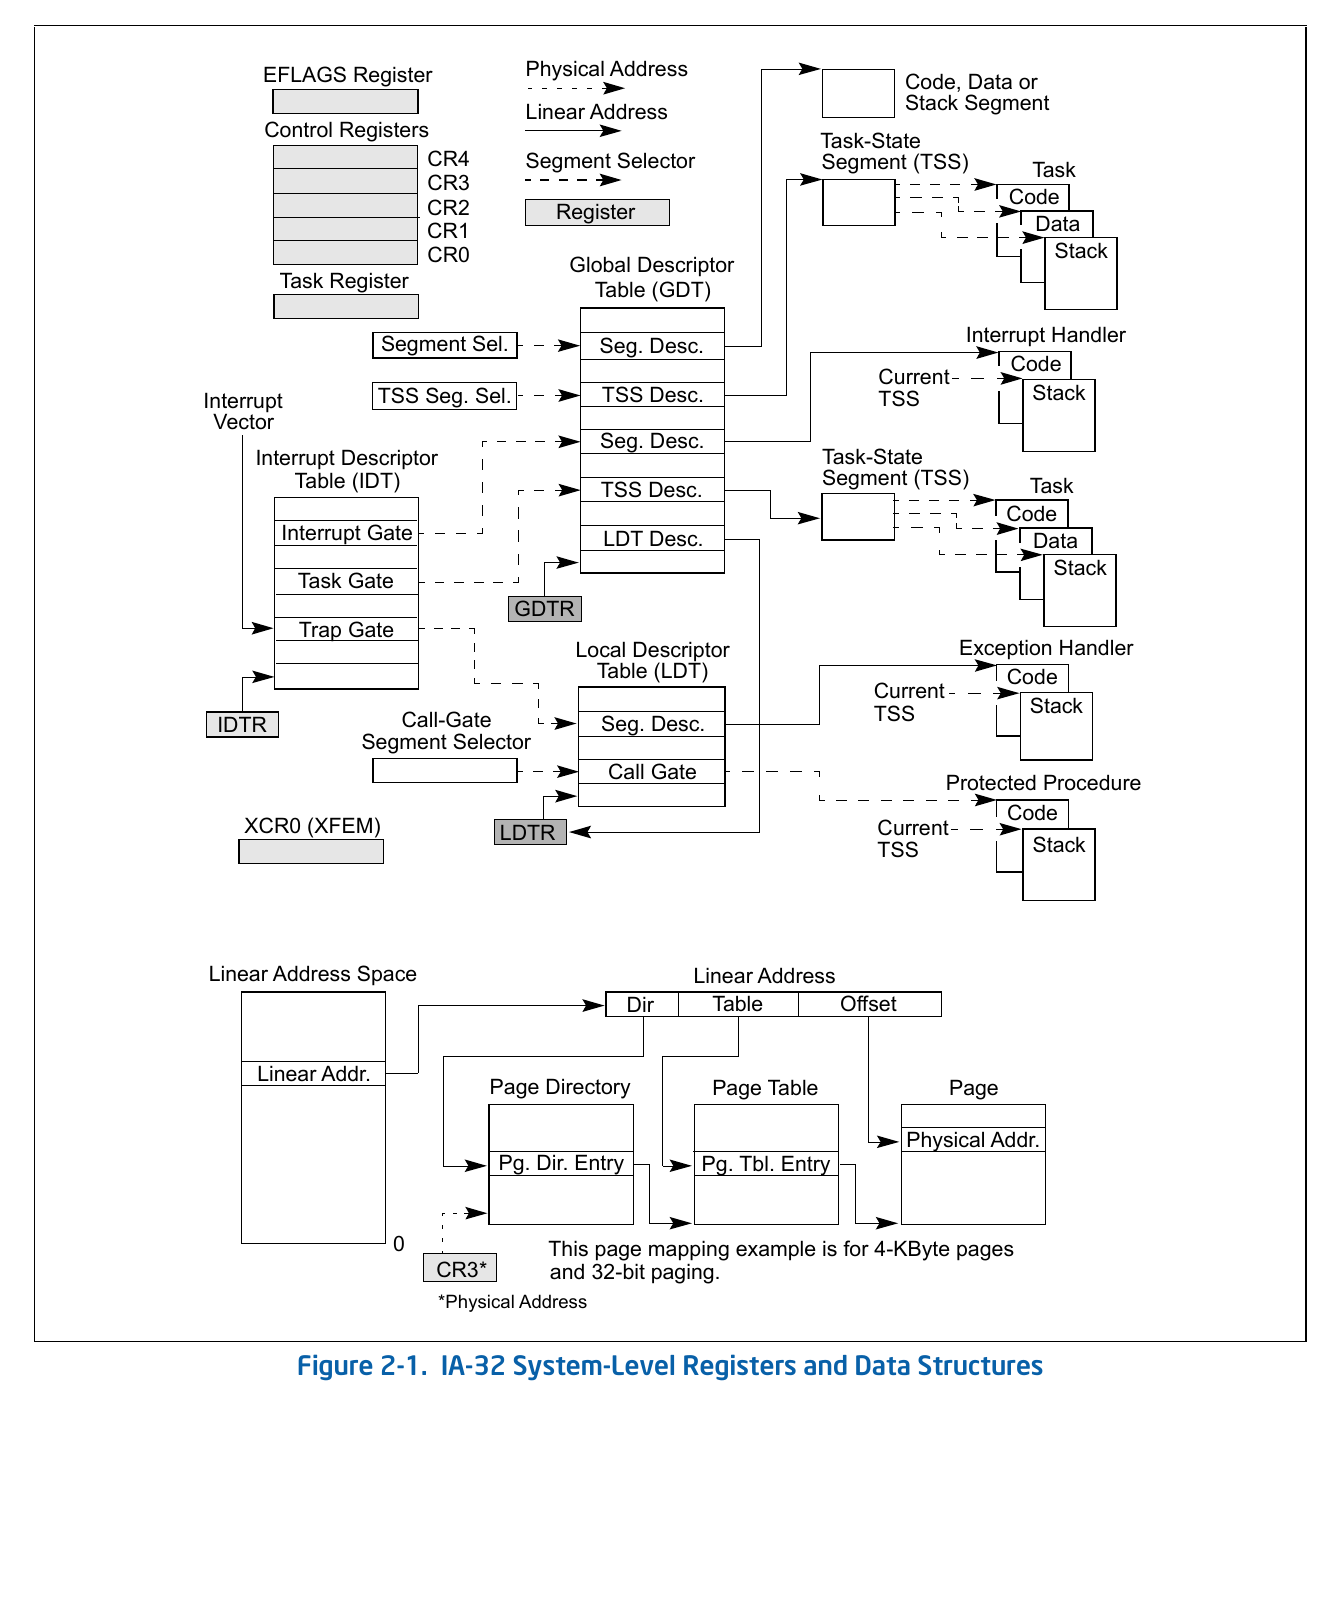 EFLAGS Register
Control Registers
CR4
CR3
CR2
CR1
CR0
Task Register
Physical Address
Linear Address
Segment Selector
Register
Code, Data or
Stack Segment
Task-State
Segment (TSS)
Task
Code
Data
Stack
Global Descriptor
Table (GDT)
Segment Sel.
Seg. Desc.
TSS Seg. Sel.
TSS Desc.
Seg. Desc.
TSS Desc.
LDT Desc.
GDTR
Interrupt Handler
Code
Current
TSS
Stack
Interrupt
Vector
Interrupt Descriptor
Table (IDT)
Interrupt Gate
Task Gate
Trap Gate
IDTR
Task-State
Segment (TSS)
Task
Code
Data
Stack
Local Descriptor
Table (LDT)
Seg. Desc.
Call-Gate
Segment Selector
Call Gate
LDTR
Exception Handler
Code
Current
TSS
Stack
Protected Procedure
Code
Current
TSS
Stack
XCR0 (XFEM)
Linear Address Space
Linear Addr.
0
Linear Address
Dir
Table
Offset
Page Directory
Pg. Dir. Entry
Page Table
Pg. Tbl. Entry
Page
Physical Addr.
CR3*
*Physical Address
This page mapping example is for 4-KByte pages
and 32-bit paging.
Figure 2-1. IA-32 System-Level Registers and Data Structures